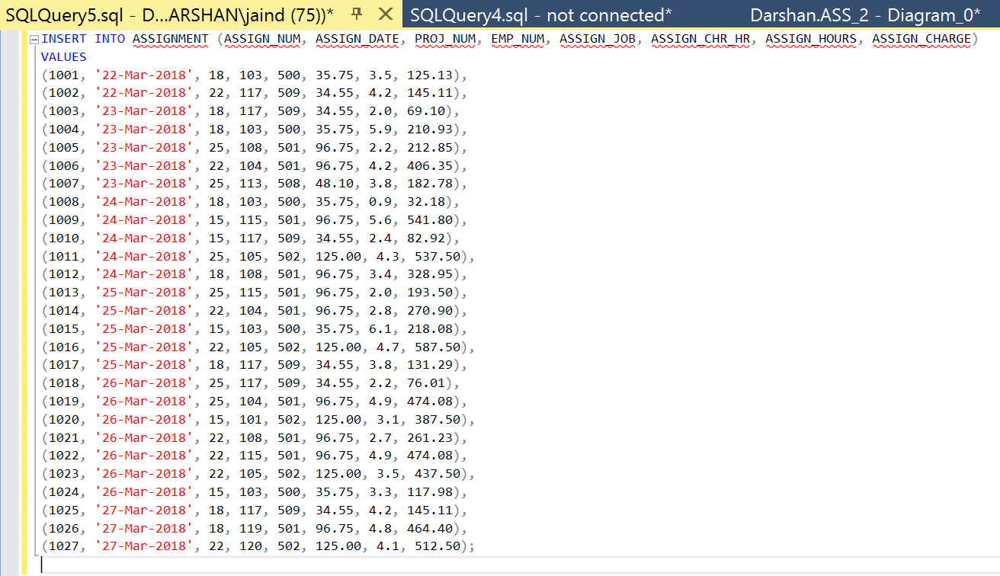 SQLQuery5.sql - D...ARSHAN\jaind (75))* SQLQuery4.sql - not connected* Darshan.ASS_2 - Diagram_0*
INSERT INTO ASSIGNMENT (ASSIGN_NUM, ASSIGN_DATE, PROJ_NUM, EMP_NUM, ASSIGN_JOB, ASSIGN_CHR_HR, ASSIGN_HOURS, ASSIGN_CHARGE)
VALUES
(1001, '22-Mar-2018', 18, 103, 500, 35.75, 3.5, 125.13),
(1002, '22-Mar-2018', 22, 117, 509, 34.55, 4.2, 145.11),
(1003, '23-Mar-2018', 18, 117, 509, 34.55, 2.0, 69.10),
(1004, '23-Mar-2018', 18, 103, 500, 35.75, 5.9, 210.93),
(1005, '23-Mar-2018', 25, 108, 501, 96.75, 2.2, 212.85),
(1006, '23-Mar-2018', 22, 104, 501, 96.75, 4.2, 406.35),
(1007, '23-Mar-2018', 25, 113, 508, 48.10, 3.8, 182.78),
(1008, '24-Mar-2018', 18, 103, 500, 35.75, 0.9, 32.18),
(1009, '24-Mar-2018', 15, 115, 501, 96.75, 5.6, 541.80),
(1010, '24-Mar-2018', 15, 117, 509, 34.55, 2.4, 82.92),
(1011, '24-Mar-2018', 25, 105, 502, 125.00, 4.3, 537.50),
(1012, '24-Mar-2018', 18, 108, 501, 96.75, 3.4, 328.95),
(1013, '25-Mar-2018', 25, 115, 501, 96.75, 2.0, 193.50),
(1014, '25-Mar-2018', 22, 104, 501, 96.75, 2.8, 270.90),
(1015, '25-Mar-2018', 15, 103, 500, 35.75, 6.1, 218.08),
(1016, '25-Mar-2018', 22, 105, 502, 125.00, 4.7, 587.50),
(1017, '25-Mar-2018', 18, 117, 509, 34.55, 3.8, 131.29),
(1018, '26-Mar-2018', 25, 117, 509, 34.55, 2.2, 76.01),
(1019, '26-Mar-2018', 25, 104, 501, 96.75, 4.9, 474.08),
(1020, '26-Mar-2018', 15, 101, 502, 125.00, 3.1, 387.50),
(1021, '26-Mar-2018', 22, 108, 501, 96.75, 2.7, 261.23),
(1022, '26-Mar-2018', 22, 115, 501, 96.75, 4.9, 474.08),
(1023, '26-Mar-2018', 22, 105, 502, 125.00, 3.5, 437.50),
(1024, '26-Mar-2018', 15, 103, 500, 35.75, 3.3, 117.98),
(1025, '27-Mar-2018', 18, 117, 509, 34.55, 4.2, 145.11),
(1026, '27-Mar-2018', 18, 119, 501, 96.75, 4.8, 464.40),
(1027, '27-Mar-2018', 22, 120, 502, 125.00, 4.1, 512.50);